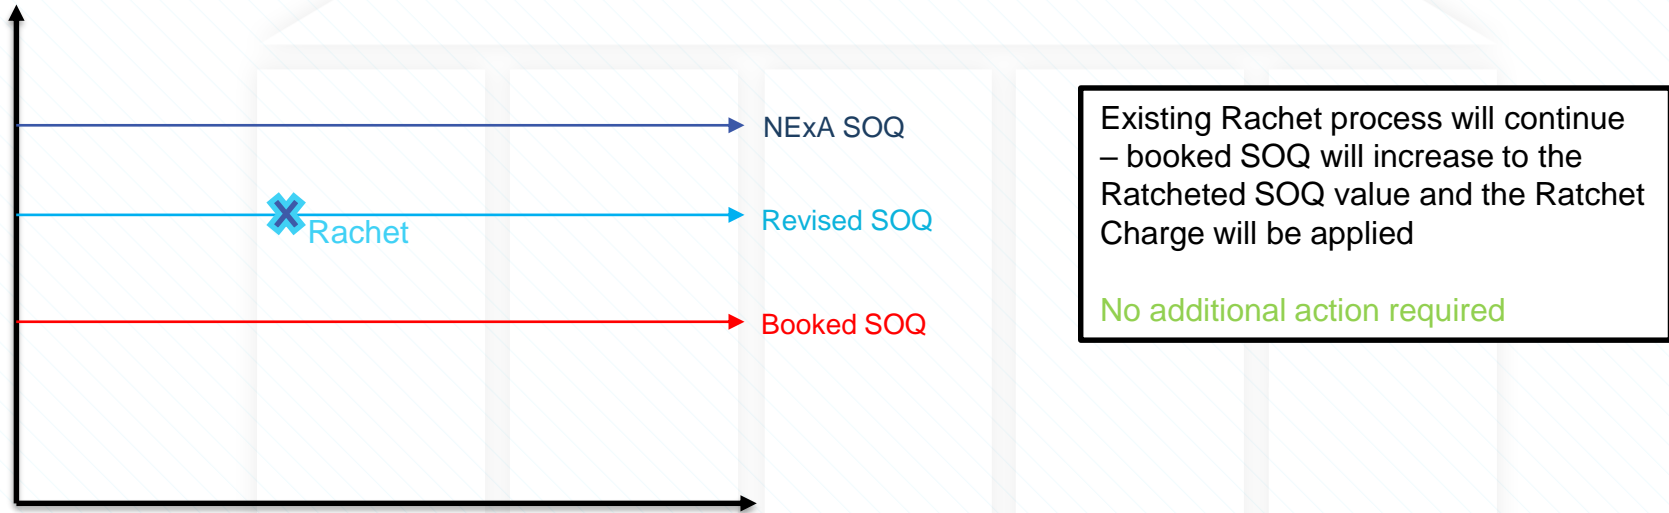 NExA SOQ
Rachet
Revised SOQ
Booked SOQ
Existing Rachet process will continue
– booked SOQ will increase to the
Ratcheted SOQ value and the Ratchet
Charge will be applied
No additional action required